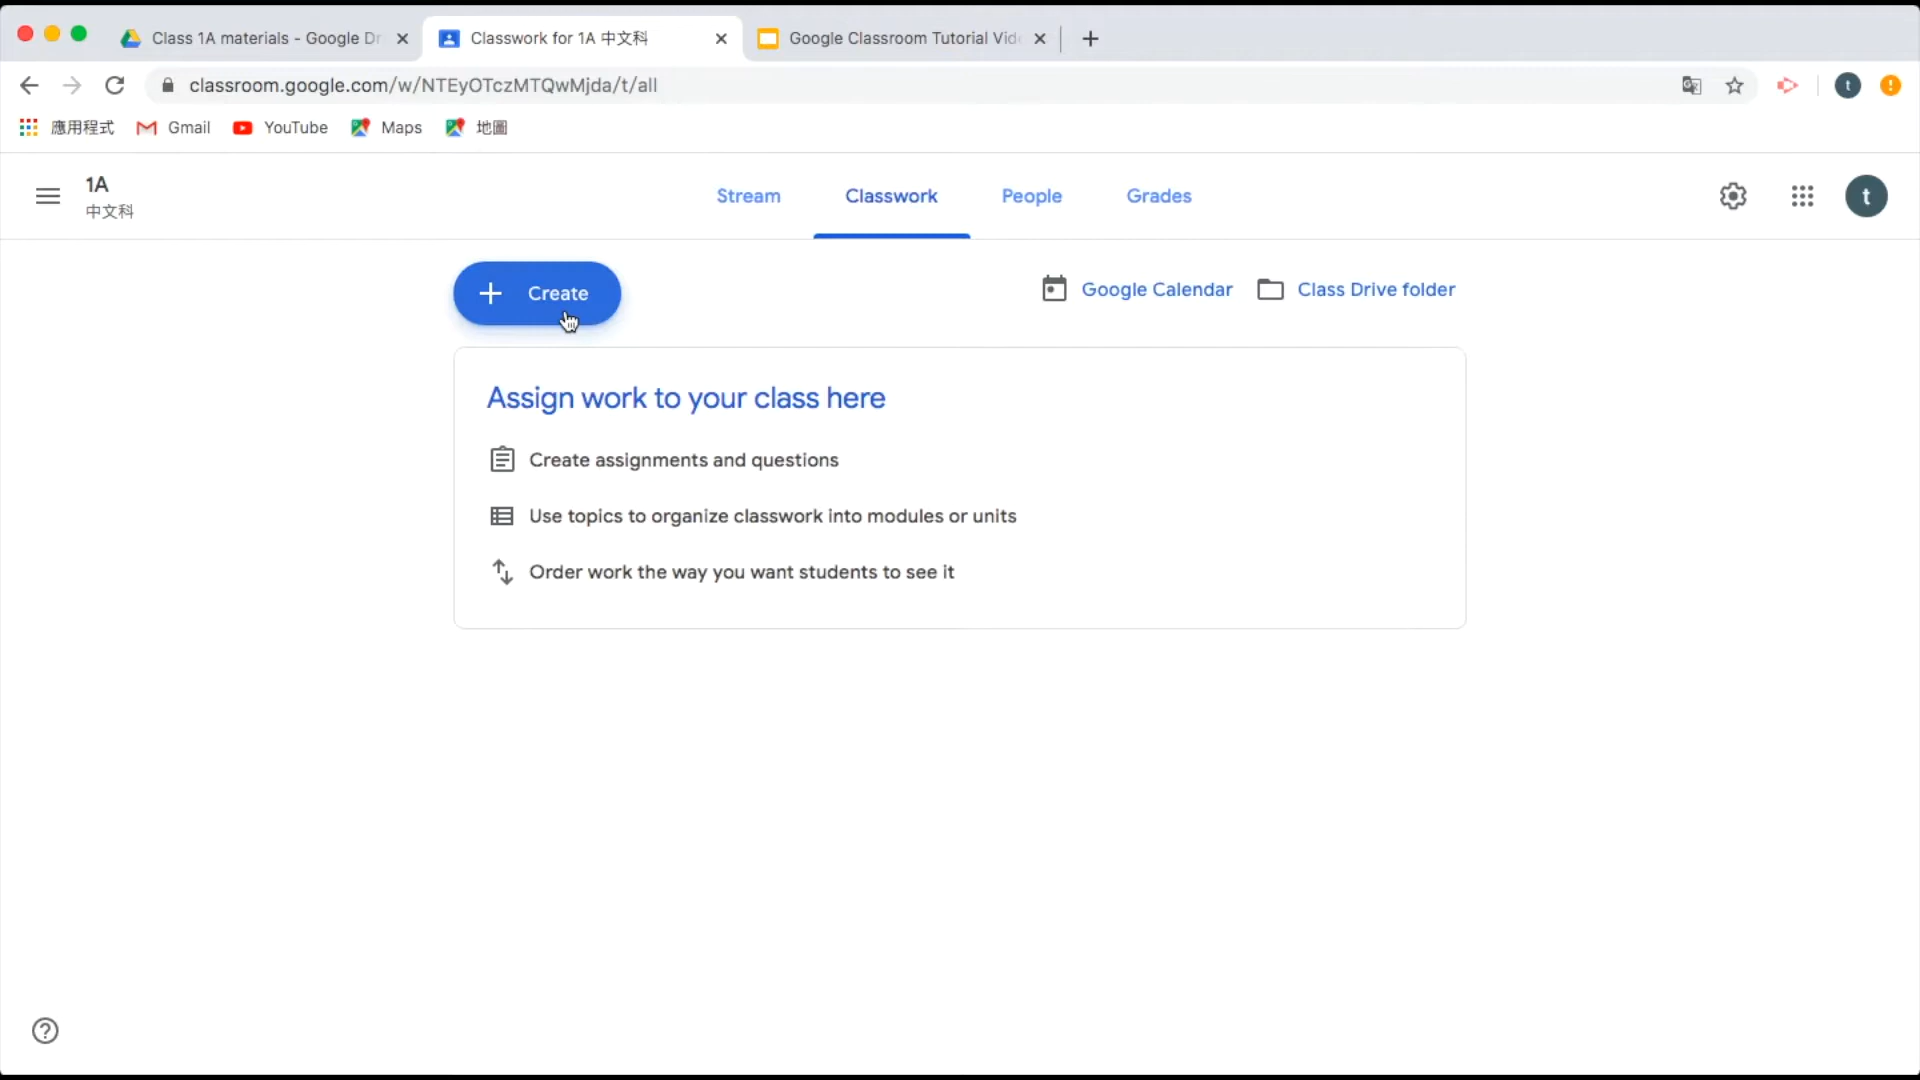 Class 1A materials - Google Dr
Classwork for 1A 中文科
Google Classroom Tutorial Vid
classroom.google.com/w/NTEyOTczMTQwMjda/t/all
t
應用程式
Gmail
YouTube
Maps
地圖
1A
中文科
Stream
Classwork
People
Grades
t
Create
Google Calendar
Class Drive folder
Assign work to your class here
Create assignments and questions
Use topics to organize classwork into modules or units
Order work the way you want students to see it